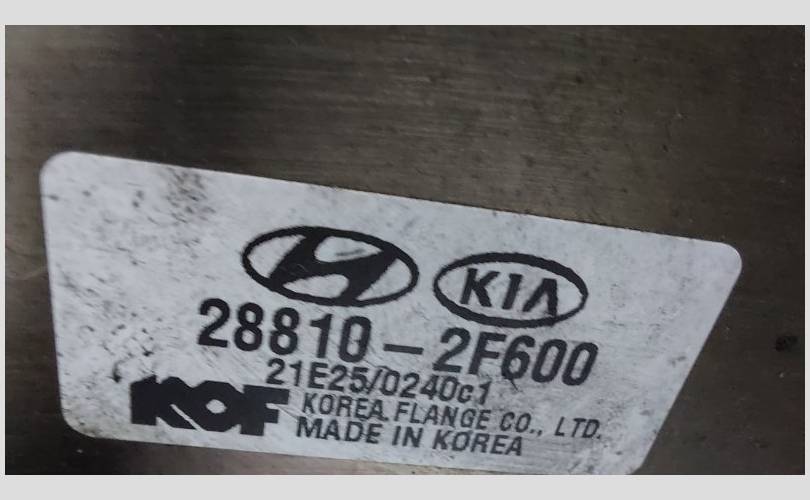 KIA
28810-2F600
21E25/0240c1
KOF KOREA FLANGE CO., LTD.
MADE IN KOREA